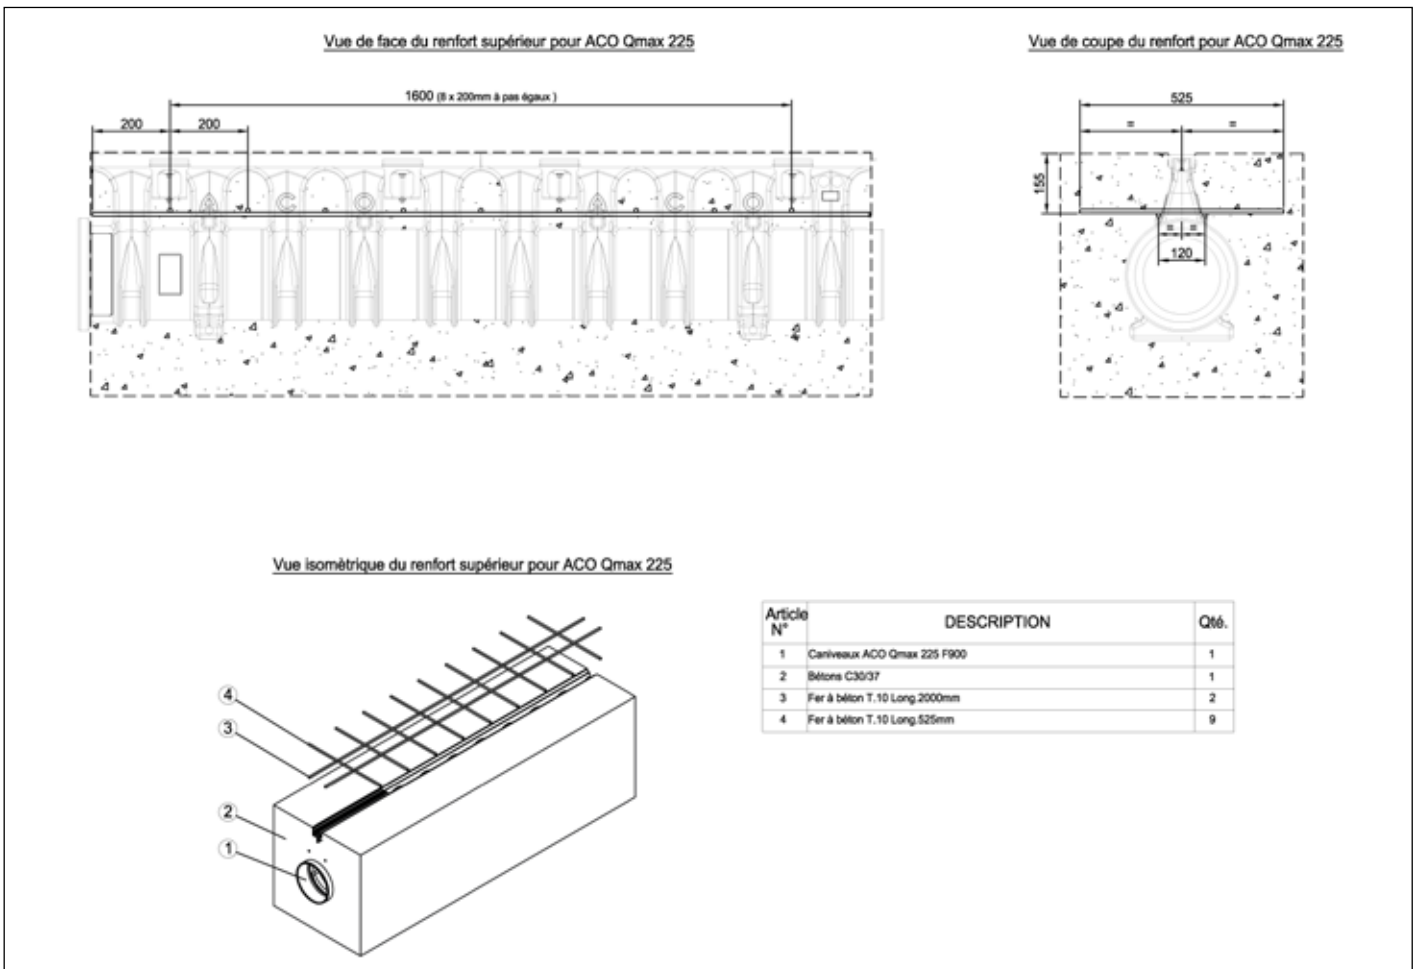 Vue de face du renfort supérieur pour ACO Qmax 225
Vue de coupe du renfort pour ACO Qmax 225
1600 (8 x 200mm à pas égaux )
200
200
525
=
=
155
A
C
O
A
C
O
=
=
120
Vue isomètrique du renfort supérieur pour ACO Qmax 225
4
3
2
1
Article N° DESCRIPTION Qté.
1 Caniveaux ACO Qmax 225 F900 1
2 Bétons C30/37 1
3 Fer à béton T.10 Long.2000mm 2
4 Fer à béton T.10 Long.525mm 9